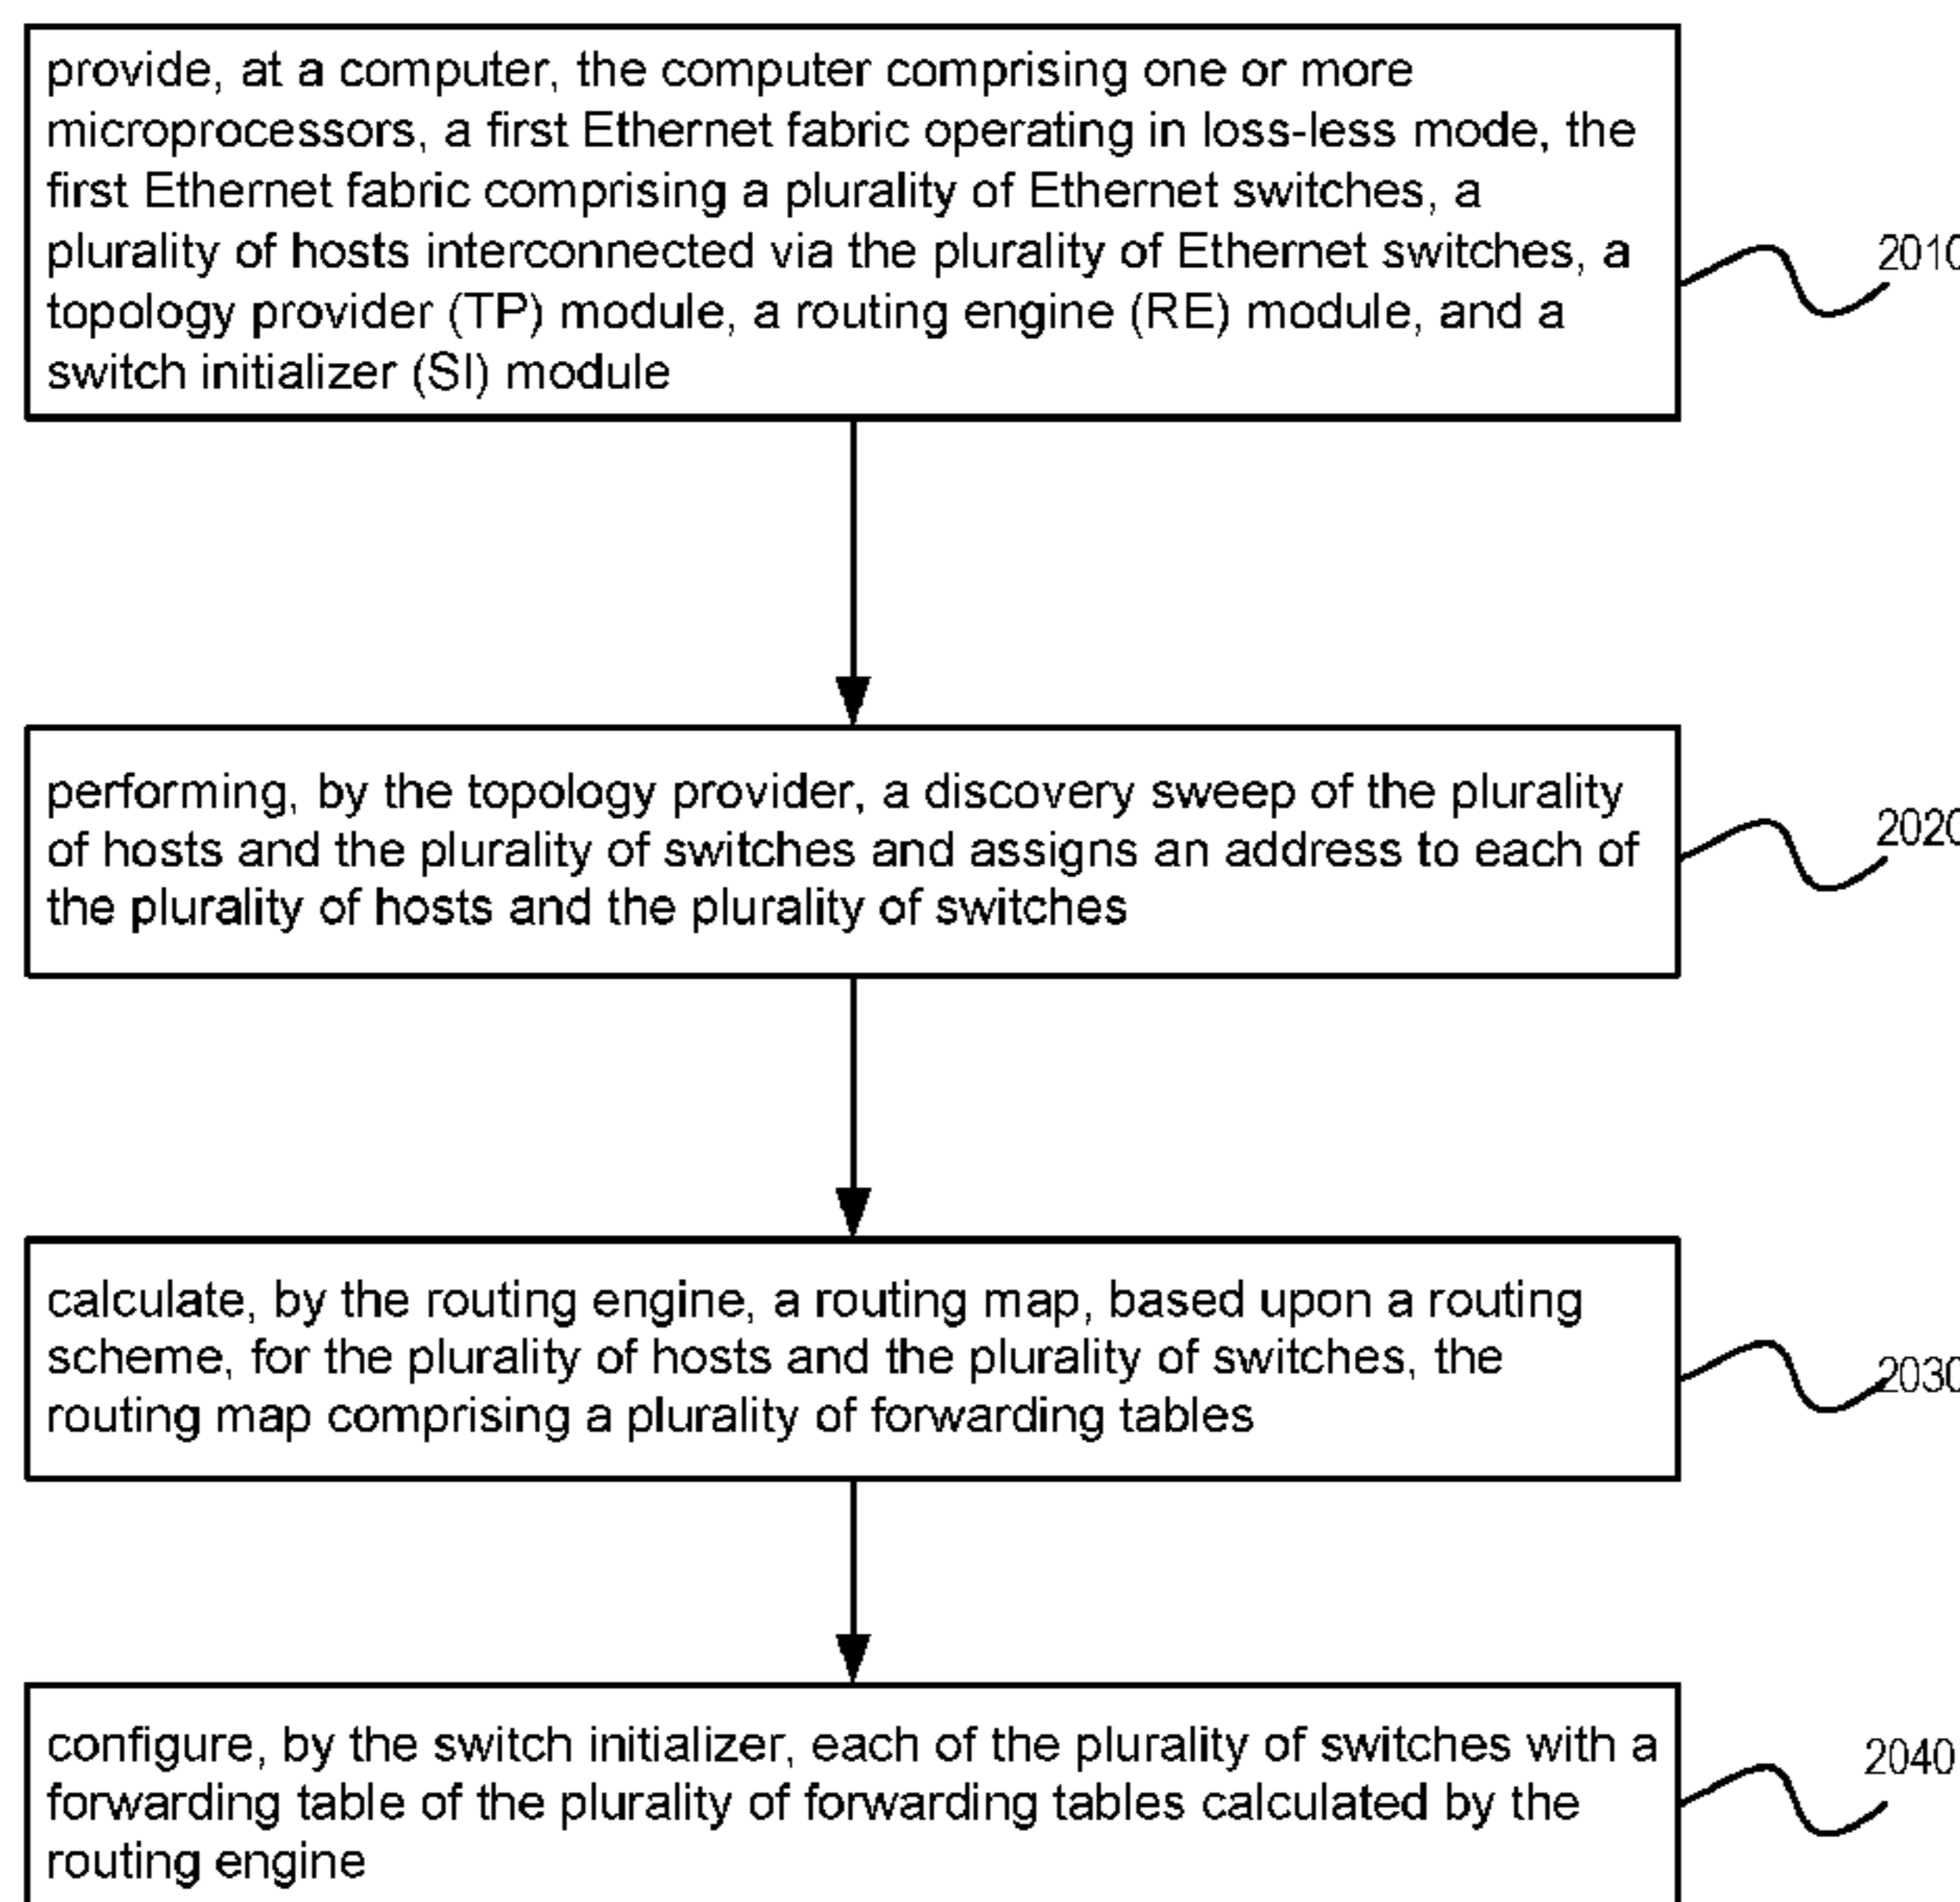 provide, at a computer, the computer comprising one or more
microprocessors, a first Ethernet fabric operating in loss-less mode, the
first Ethernet fabric comprising a plurality of Ethernet switches, a
plurality of hosts interconnected via the plurality of Ethernet switches, a
topology provider (TP) module, a routing engine (RE) module, and a
switch initializer (SI) module
2010
performing, by the topology provider, a discovery sweep of the plurality
of hosts and the plurality of switches and assigns an address to each of
the plurality of hosts and the plurality of switches
2020
calculate, by the routing engine, a routing map, based upon a routing
scheme, for the plurality of hosts and the plurality of switches, the
routing map comprising a plurality of forwarding tables
2030
configure, by the switch initializer, each of the plurality of switches with a
forwarding table of the plurality of forwarding tables calculated by the
routing engine
2040